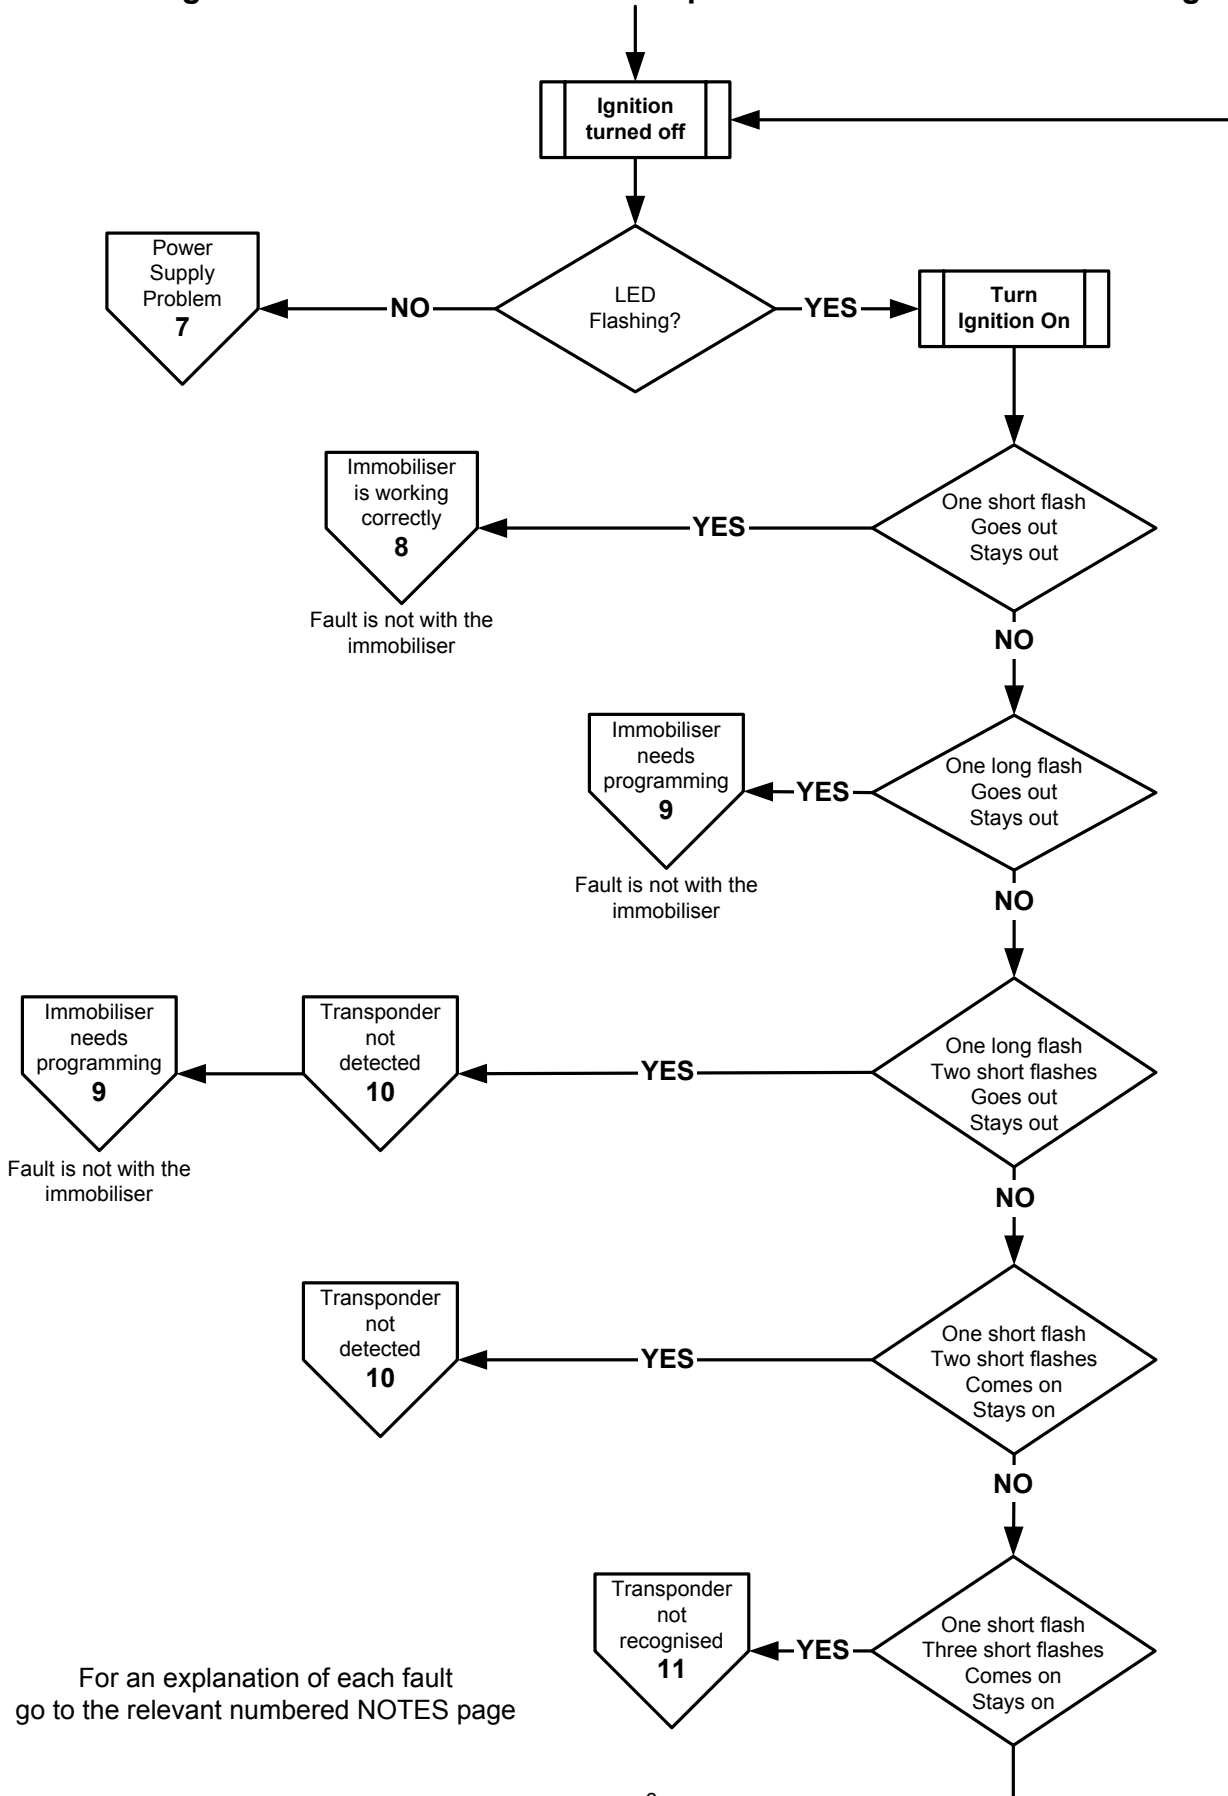 Ignition
turned off
Power
Supply
Problem
7
NO
LED
Flashing?
YES
Turn
Ignition On
Immobiliser
is working
correctly
8
Fault is not with the
immobiliser
YES
One short flash
Goes out
Stays out
NO
Immobiliser
needs
programming
9
Fault is not with the
immobiliser
YES
One long flash
Goes out
Stays out
NO
Immobiliser
needs
programming
9
Fault is not with the
immobiliser
Transponder
not
detected
10
YES
One long flash
Two short flashes
Goes out
Stays out
NO
Transponder
not
detected
10
YES
One short flash
Two short flashes
Comes on
Stays on
NO
Transponder
not
recognised
11
YES
One short flash
Three short flashes
Comes on
Stays on
For an explanation of each fault
go to the relevant numbered NOTES page